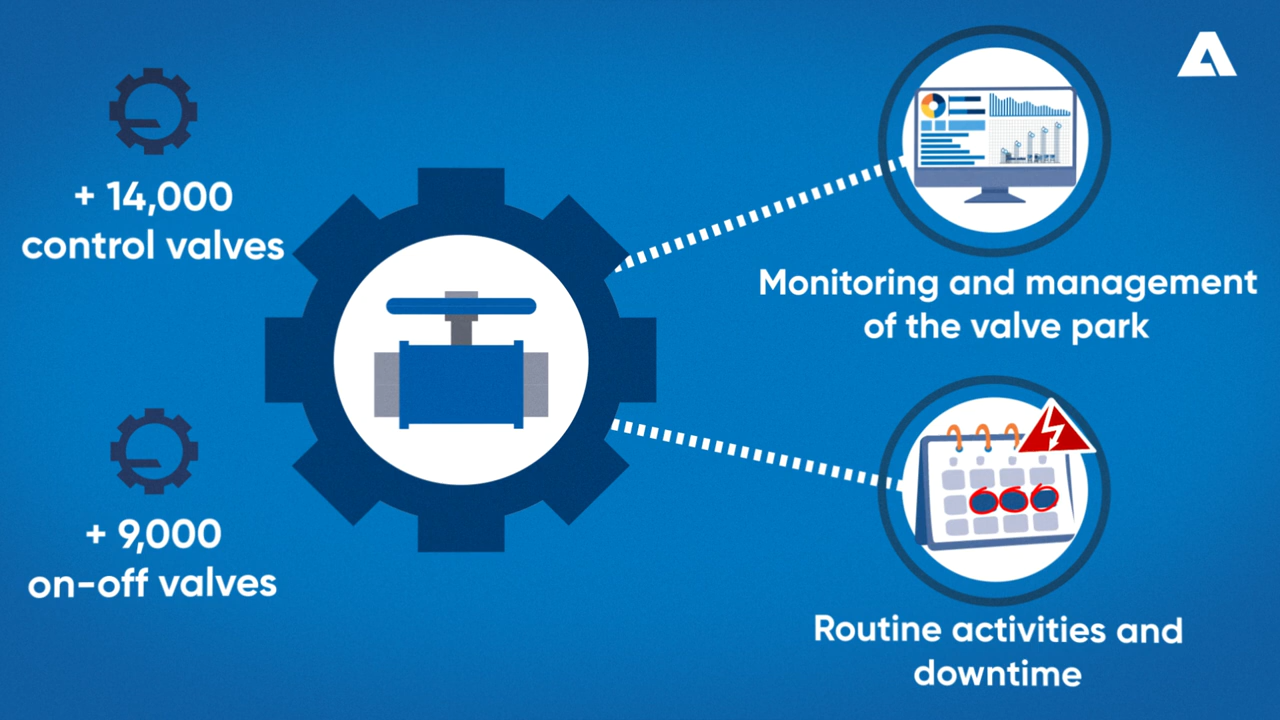 + 14,000
control valves
+ 9,000
on-off valves
Monitoring and management
of the valve park
Routine activities and
downtime